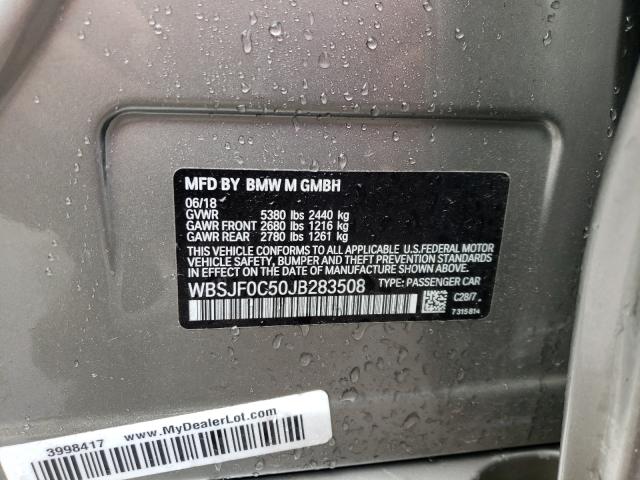 MFD BY BMW M GMBH
06/18
GVWR 5380 lbs 2440 kg
GAWR FRONT 2680 lbs 1216 kg
GAWR REAR 2780 lbs 1261 kg
THIS VEHICLE CONFORMS TO ALL APPLICABLE U.S.FEDERAL MOTOR
VEHICLE SAFETY, BUMPER AND THEFT PREVENTION STANDARDS
IN EFFECT ON THE DATE OF MANUFACTURE SHOWN ABOVE.
WBSJF0C50JB283508 TYPE: PASSENGER CAR
C28/7
7315814
3998417 www.MyDealerLot.com